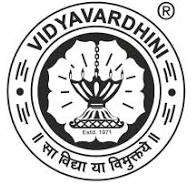 ®
VIDYAVARDHINI
Estd. 1971
॥ सा विद्या या विमुक्तये ॥